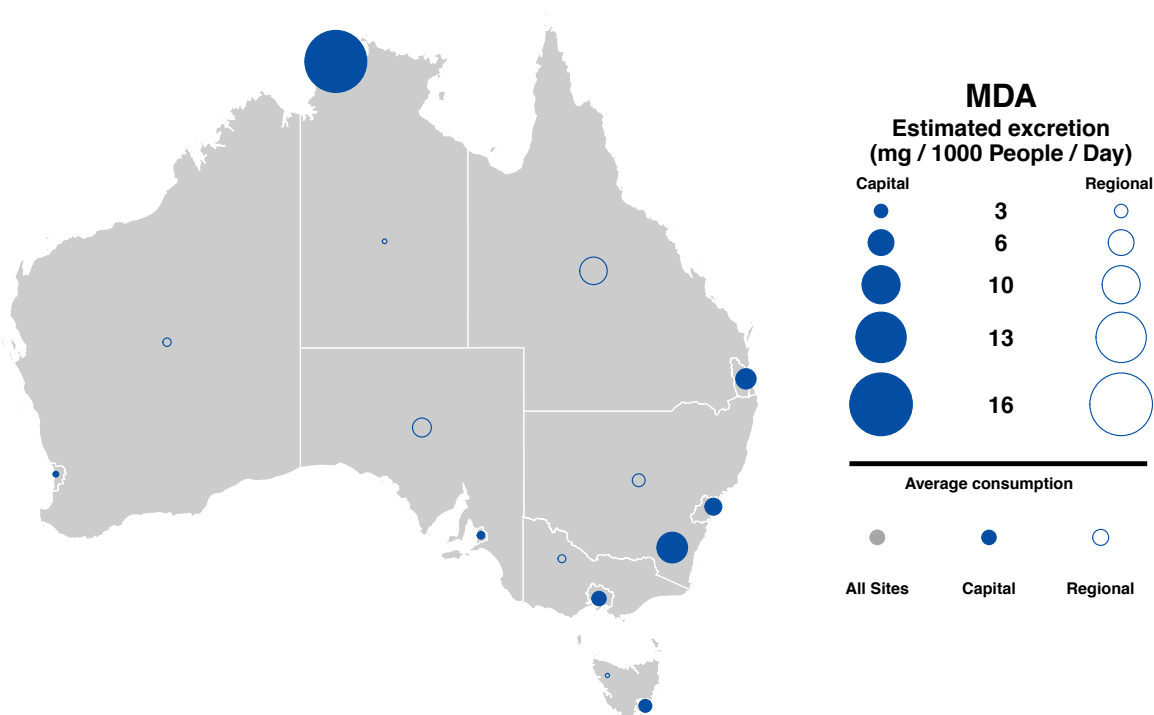 MDA
Estimated excretion
(mg / 1000 People / Day)
Capital Regional
3
6
10
13
16
Average consumption
All Sites Capital Regional